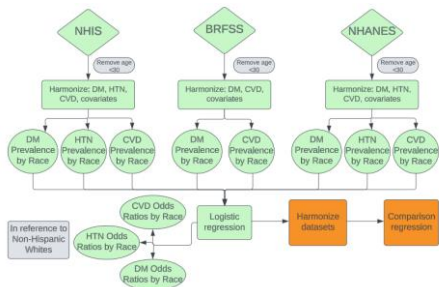 NHIS
BRFSS
NHANES
Remove age
<30
Remove age
<30
Remove age
<30
Harmonize: DM, HTN,
CVD, covariates
Harmonize: DM, CVD,
covariates
Harmonize: DM, HTN,
CVD, covariates
DM
Prevalence
by Race
HTN
Prevalence
by Race
CVD
Prevalence
by Race
DM
Prevalence
by Race
CVD
Prevalence
by Race
DM
Prevalence
by Race
HTN
Prevalence
by Race
CVD
Prevalence
by Race
In reference to
Non-Hispanic
Whites
CVD Odds
Ratios by Race
HTN Odds
Ratios by Race
DM Odds
Ratios by Race
Logistic
regression
Harmonize
datasets
Comparison
regression